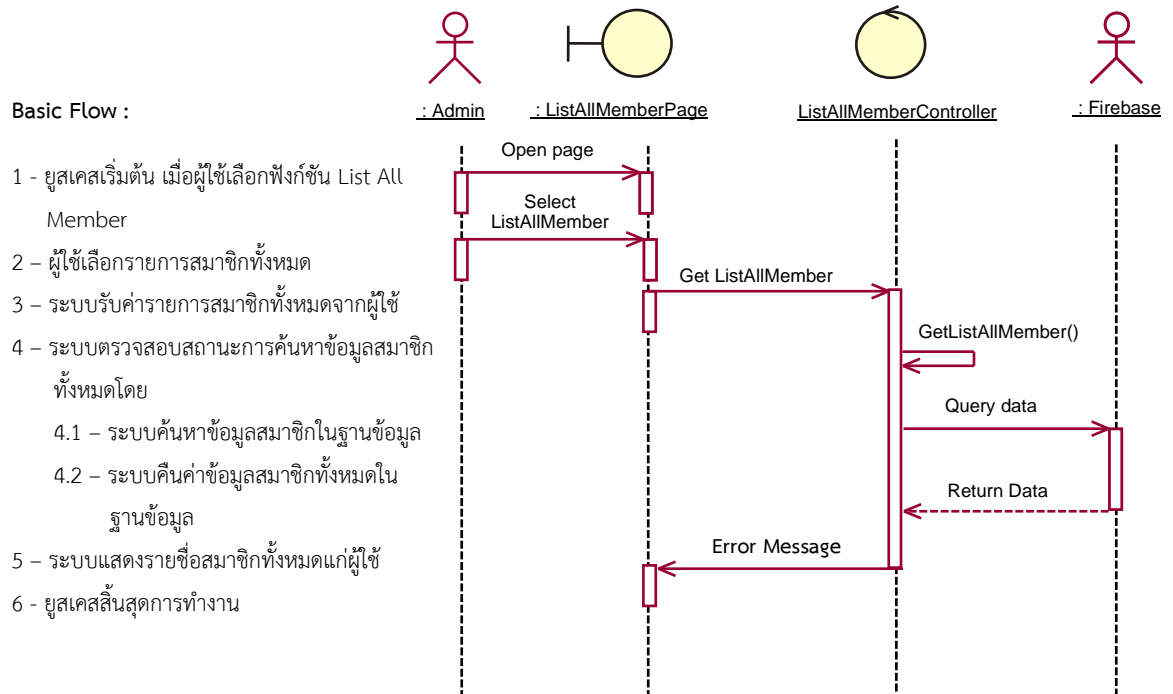 : Admin
: ListAllMemberPage
ListAllMemberController
: Firebase
Basic Flow :
1 - ยูสเคสเริ่มต้น เมื่อผู้ใช้เลือกฟังก์ชัน List All
Member
2 – ผู้ใช้เลือกรายการสมาชิกทั้งหมด
3 – ระบบรับค่ารายการสมาชิกทั้งหมดจากผู้ใช้
4 – ระบบตรวจสอบสถานะการค้นหาข้อมูลสมาชิก
ทั้งหมดโดย
4.1 – ระบบค้นหาข้อมูลสมาชิกในฐานข้อมูล
4.2 – ระบบคืนค่าข้อมูลสมาชิกทั้งหมดใน
ฐานข้อมูล
5 – ระบบแสดงรายชื่อสมาชิกทั้งหมดแก่ผู้ใช้
6 - ยูสเคสสิ้นสุดการทำงาน
Open page
Select
ListAllMember
Get ListAllMember
GetListAllMember()
Query data
Return Data
Error Message